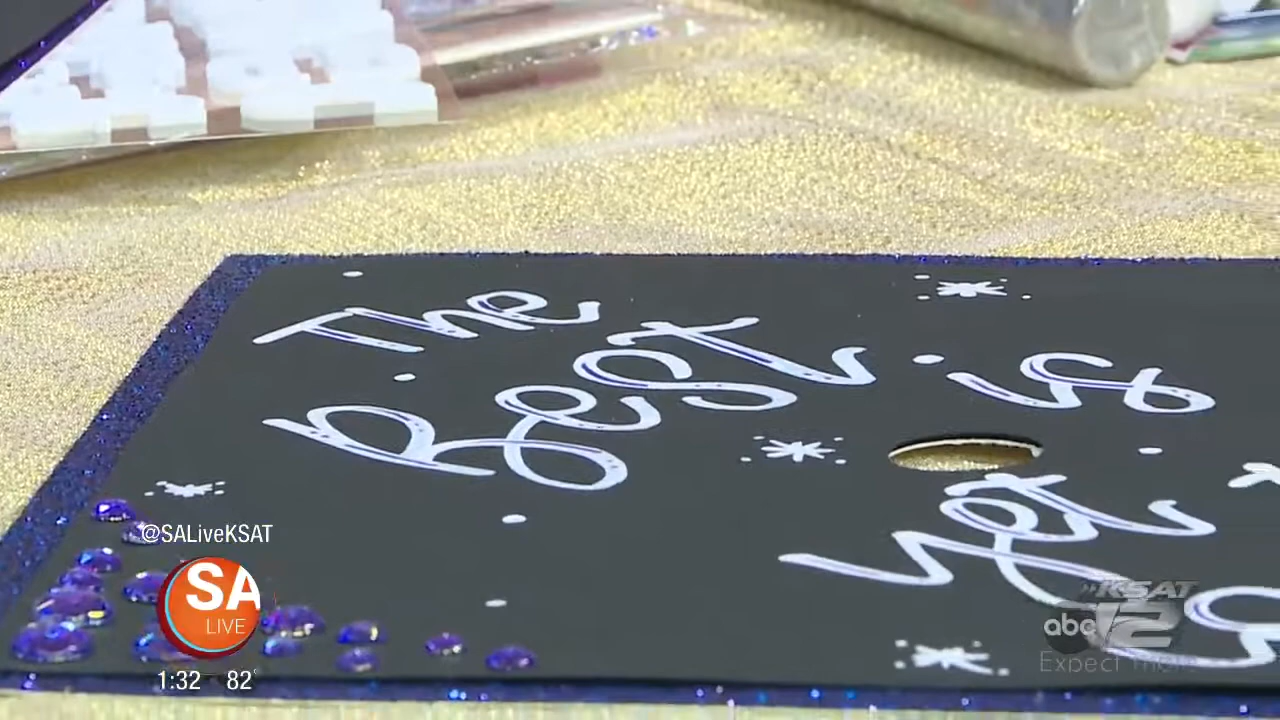 The
Best is
yet
@SALiveKSAT
SA
LIVE
KSAT
abc 12
1:32 82°